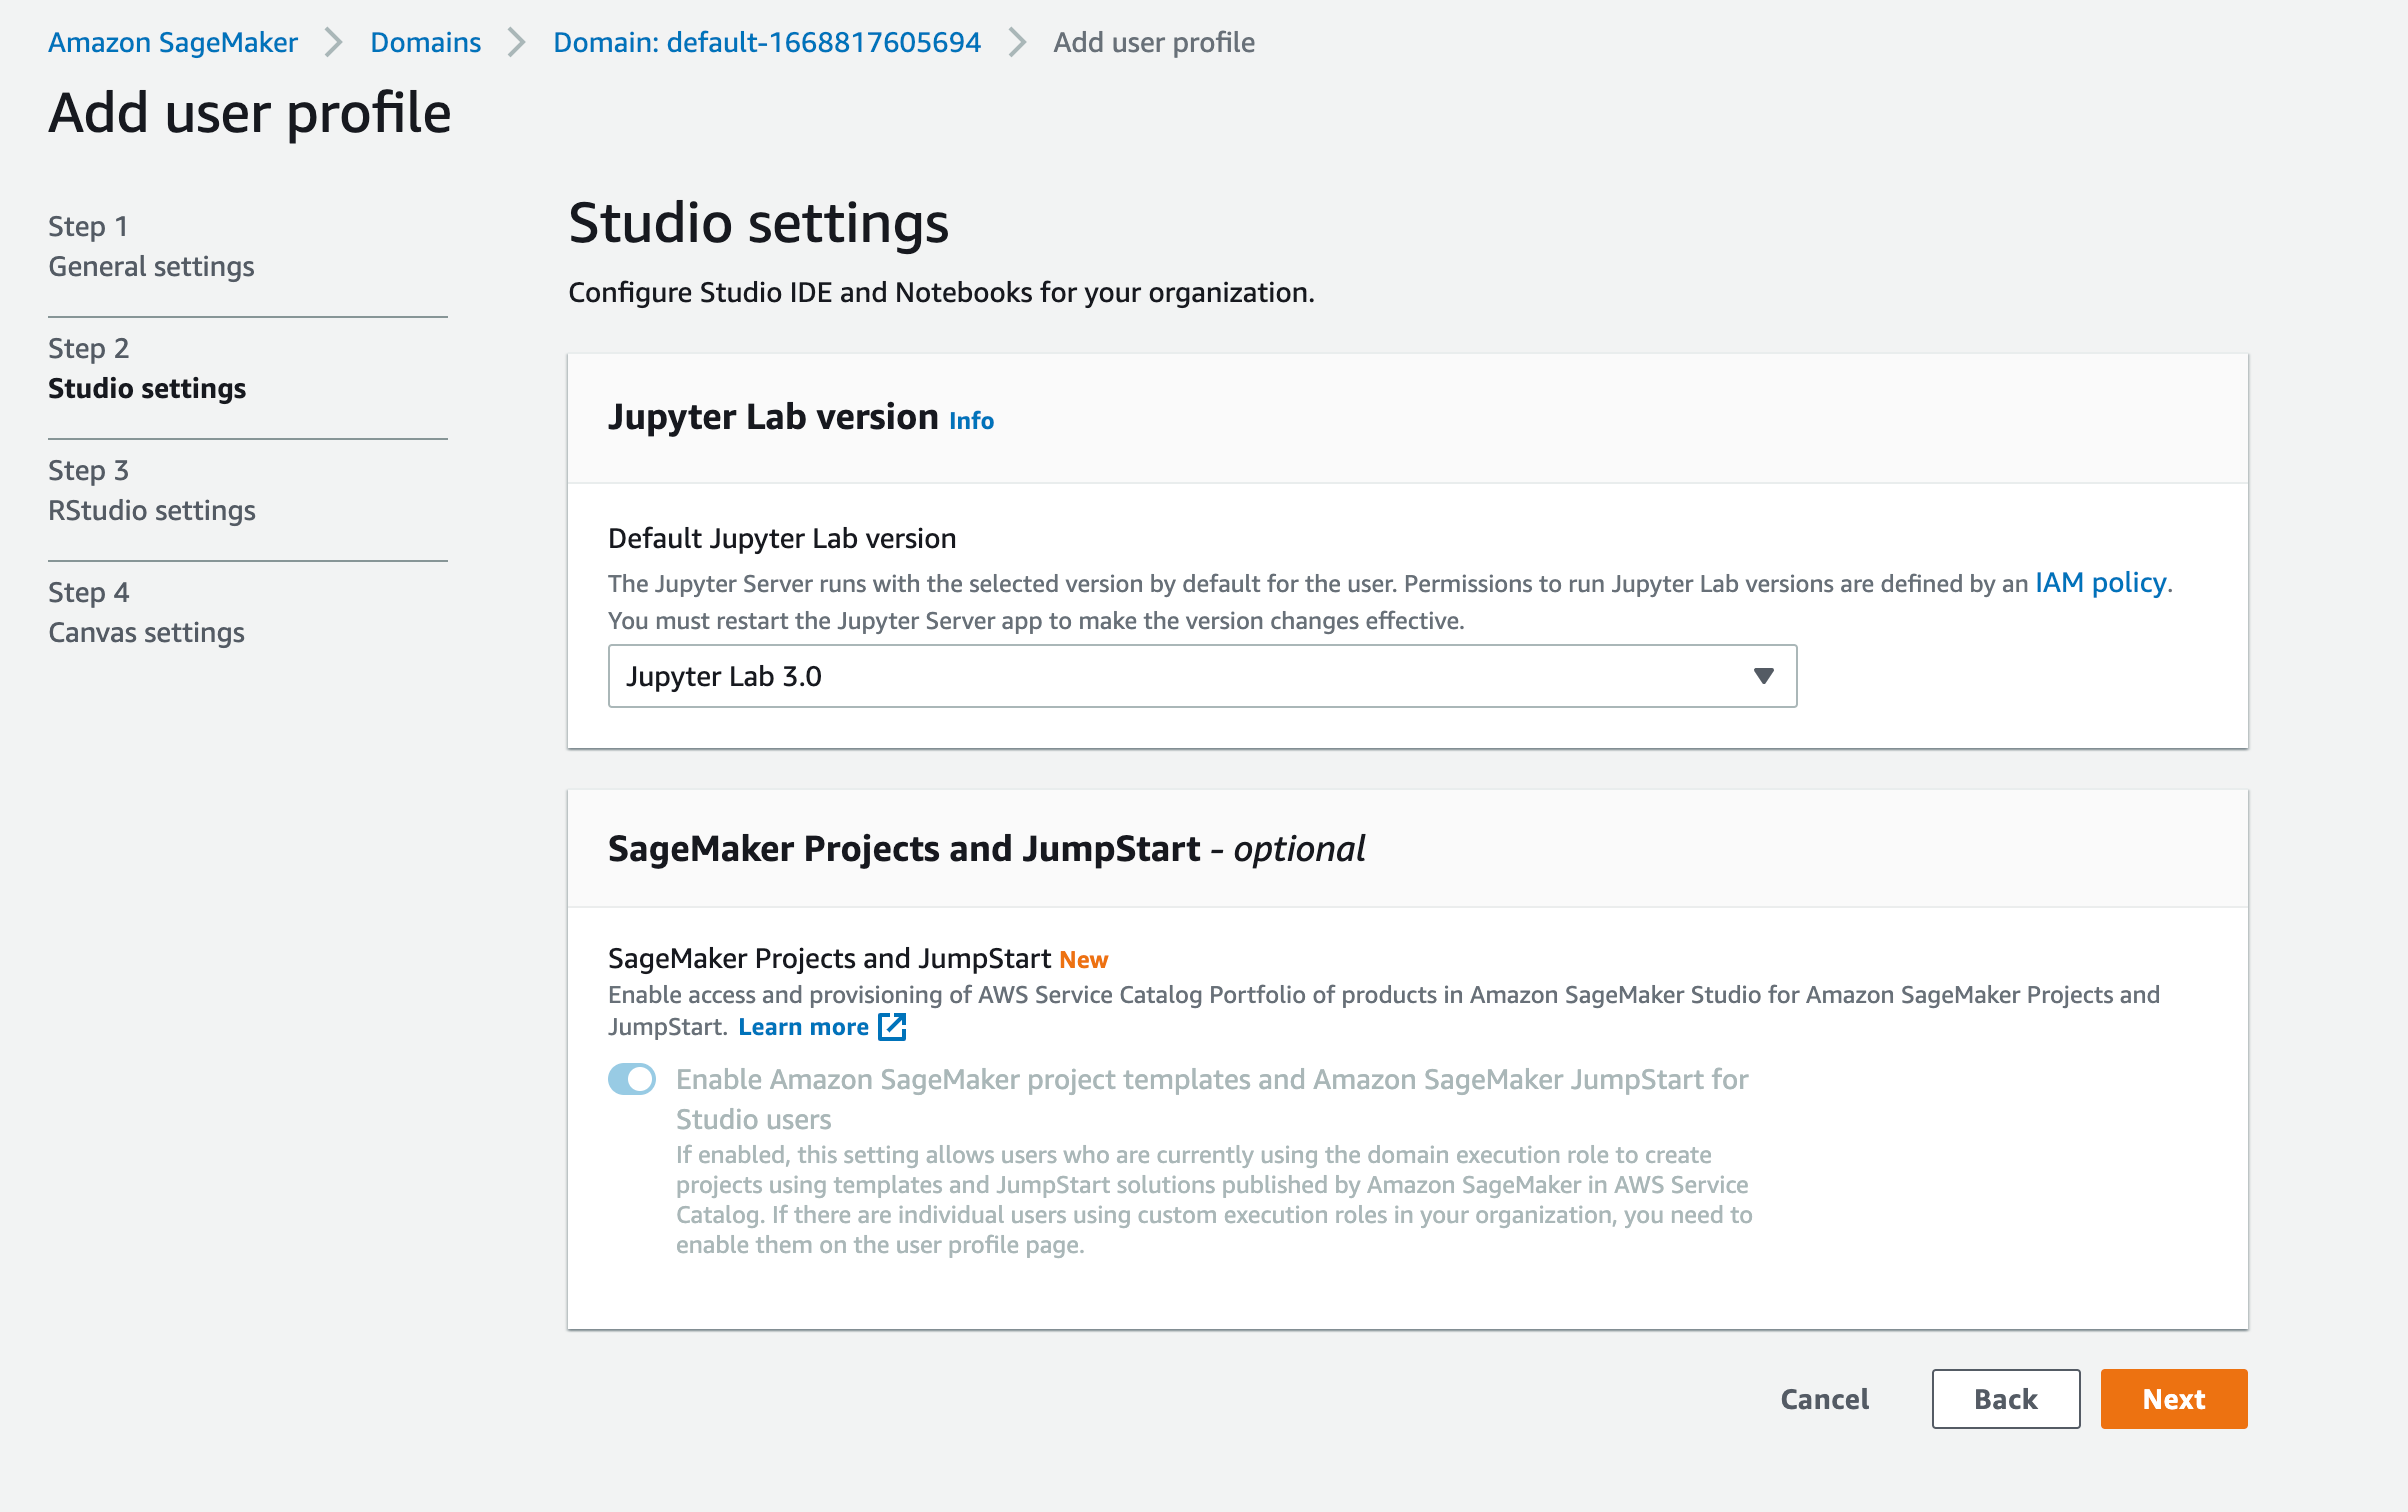 Amazon SageMaker > Domains > Domain: default-1668817605694 > Add user profile
Add user profile
Step 1
General settings
Step 2
Studio settings
Step 3
RStudio settings
Step 4
Canvas settings
Studio settings
Configure Studio IDE and Notebooks for your organization.
Jupyter Lab version Info
Default Jupyter Lab version
The Jupyter Server runs with the selected version by default for the user. Permissions to run Jupyter Lab versions are defined by an IAM policy.
You must restart the Jupyter Server app to make the version changes effective.
Jupyter Lab 3.0
SageMaker Projects and JumpStart - optional
SageMaker Projects and JumpStart New
Enable access and provisioning of AWS Service Catalog Portfolio of products in Amazon SageMaker Studio for Amazon SageMaker Projects and
JumpStart. Learn more
Enable Amazon SageMaker project templates and Amazon SageMaker JumpStart for
Studio users
If enabled, this setting allows users who are currently using the domain execution role to create
projects using templates and JumpStart solutions published by Amazon SageMaker in AWS Service
Catalog. If there are individual users using custom execution roles in your organization, you need to
enable them on the user profile page.
Cancel Back Next